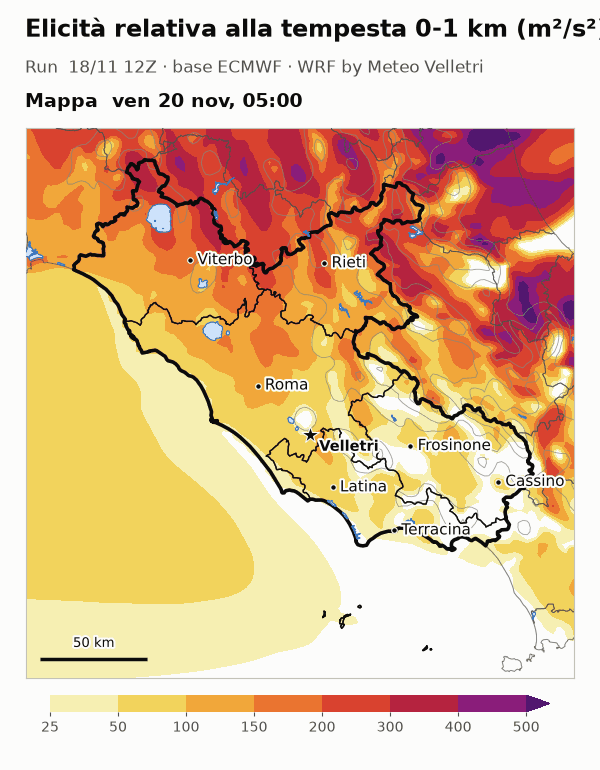 Elicità relativa alla tempesta 0-1 km (m²/s²)
Run 18/11 12Z · base ECMWF · WRF by Meteo Velletri
Mappa ven 20 nov, 05:00
Viterbo
Rieti
Roma
Velletri
Frosinone
Cassino
Latina
Terracina
50 km
25 50 100 150 200 300 400 500